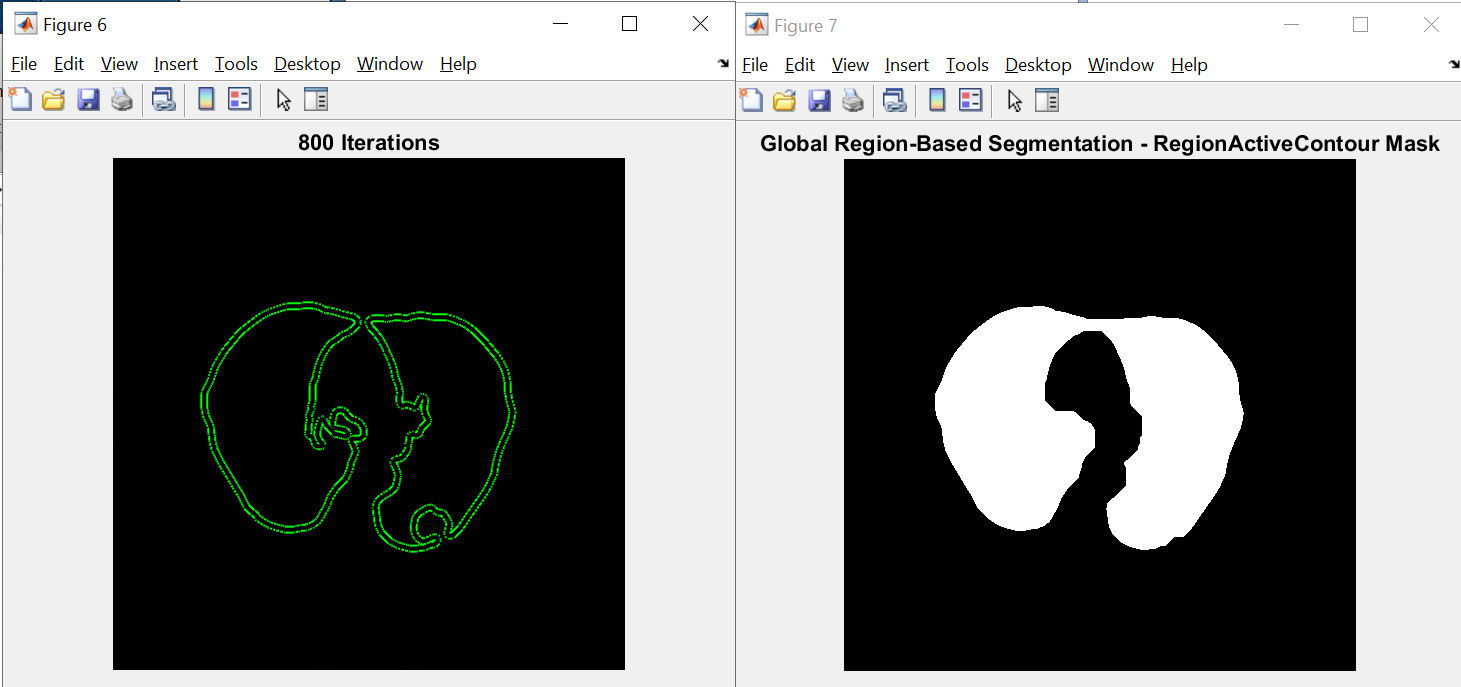 Figure 6
File Edit View Insert Tools Desktop Window Help
800 Iterations
Figure 7
File Edit View Insert Tools Desktop Window Help
Global Region-Based Segmentation - RegionActiveContour Mask